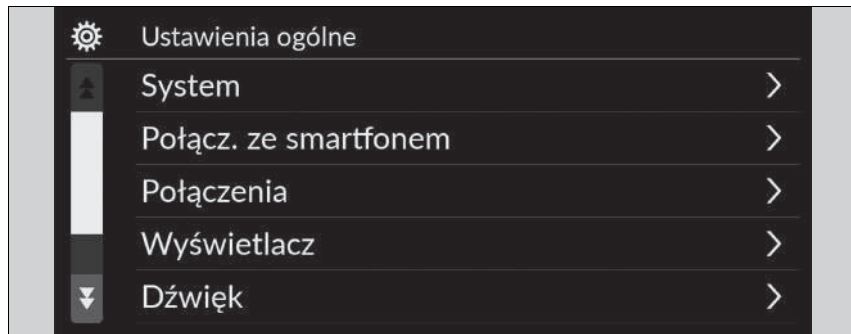 Ustawienia ogólne
System
Połącz. ze smartfonem
Połączenia
Wyświetlacz
Dźwięk